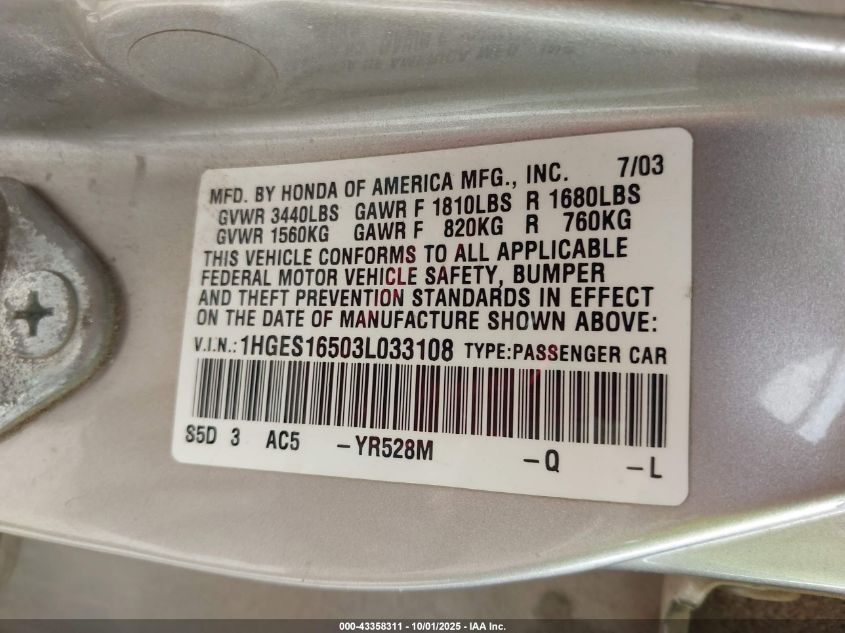 MFD. BY HONDA OF AMERICA MFG., INC. 7/03
GVWR 3440LBS GAWR F 1810LBS R 1680LBS
GVWR 1560KG GAWR F 820KG R 760KG
THIS VEHICLE CONFORMS TO ALL APPLICABLE
FEDERAL MOTOR VEHICLE SAFETY, BUMPER
AND THEFT PREVENTION STANDARDS IN EFFECT
ON THE DATE OF MANUFACTURE SHOWN ABOVE:
V.I.N.: 1HGES16503L033108 TYPE:PASSENGER CAR
S5D 3 AC5 -YR528M -Q -L
000-43358311 - 10/01/2025 - IAA Inc.